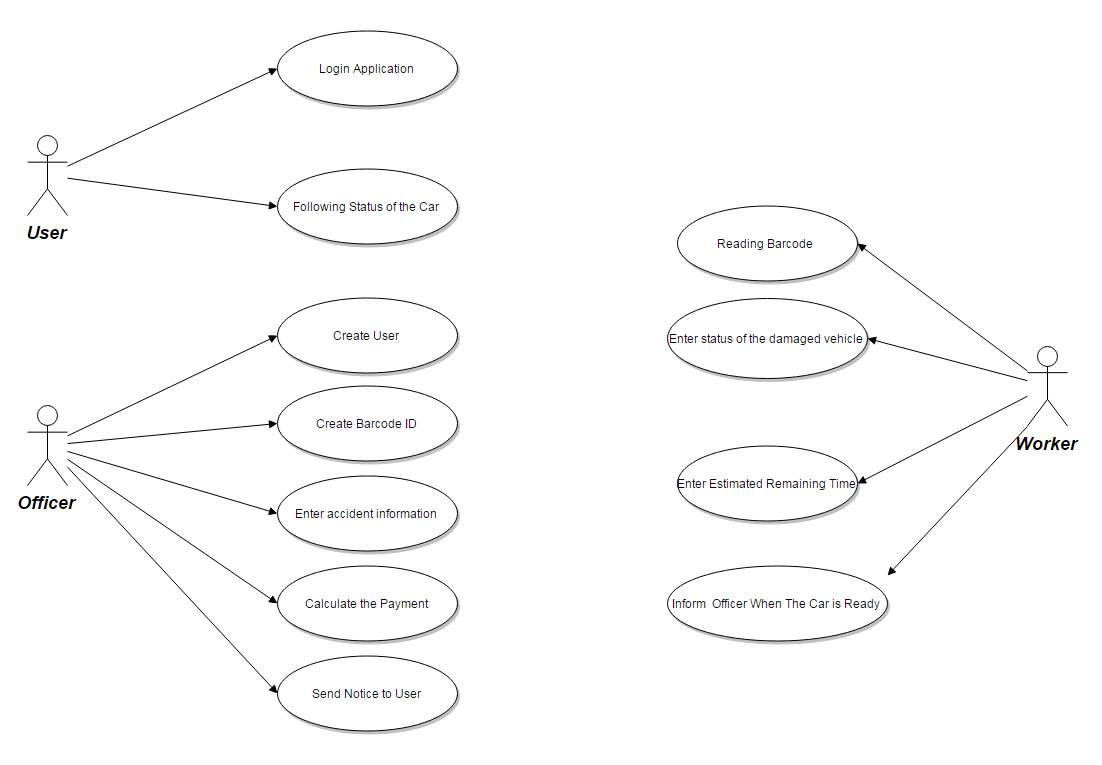 Login Application
User
Following Status of the Car
Create User
Create Barcode ID
Officer
Enter accident information
Calculate the Payment
Send Notice to User
Reading Barcode
Enter status of the damaged vehicle
Worker
Enter Estimated Remaining Time
Inform Officer When The Car is Ready